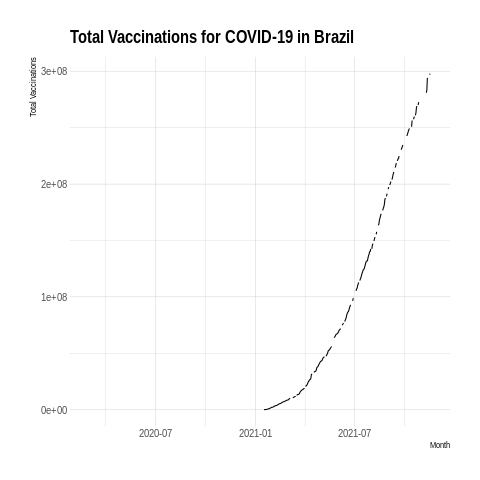 Total Vaccinations for COVID-19 in Brazil
Total Vaccinations
3e+08
2e+08
1e+08
0e+00
2020-07
2021-01
2021-07
Month